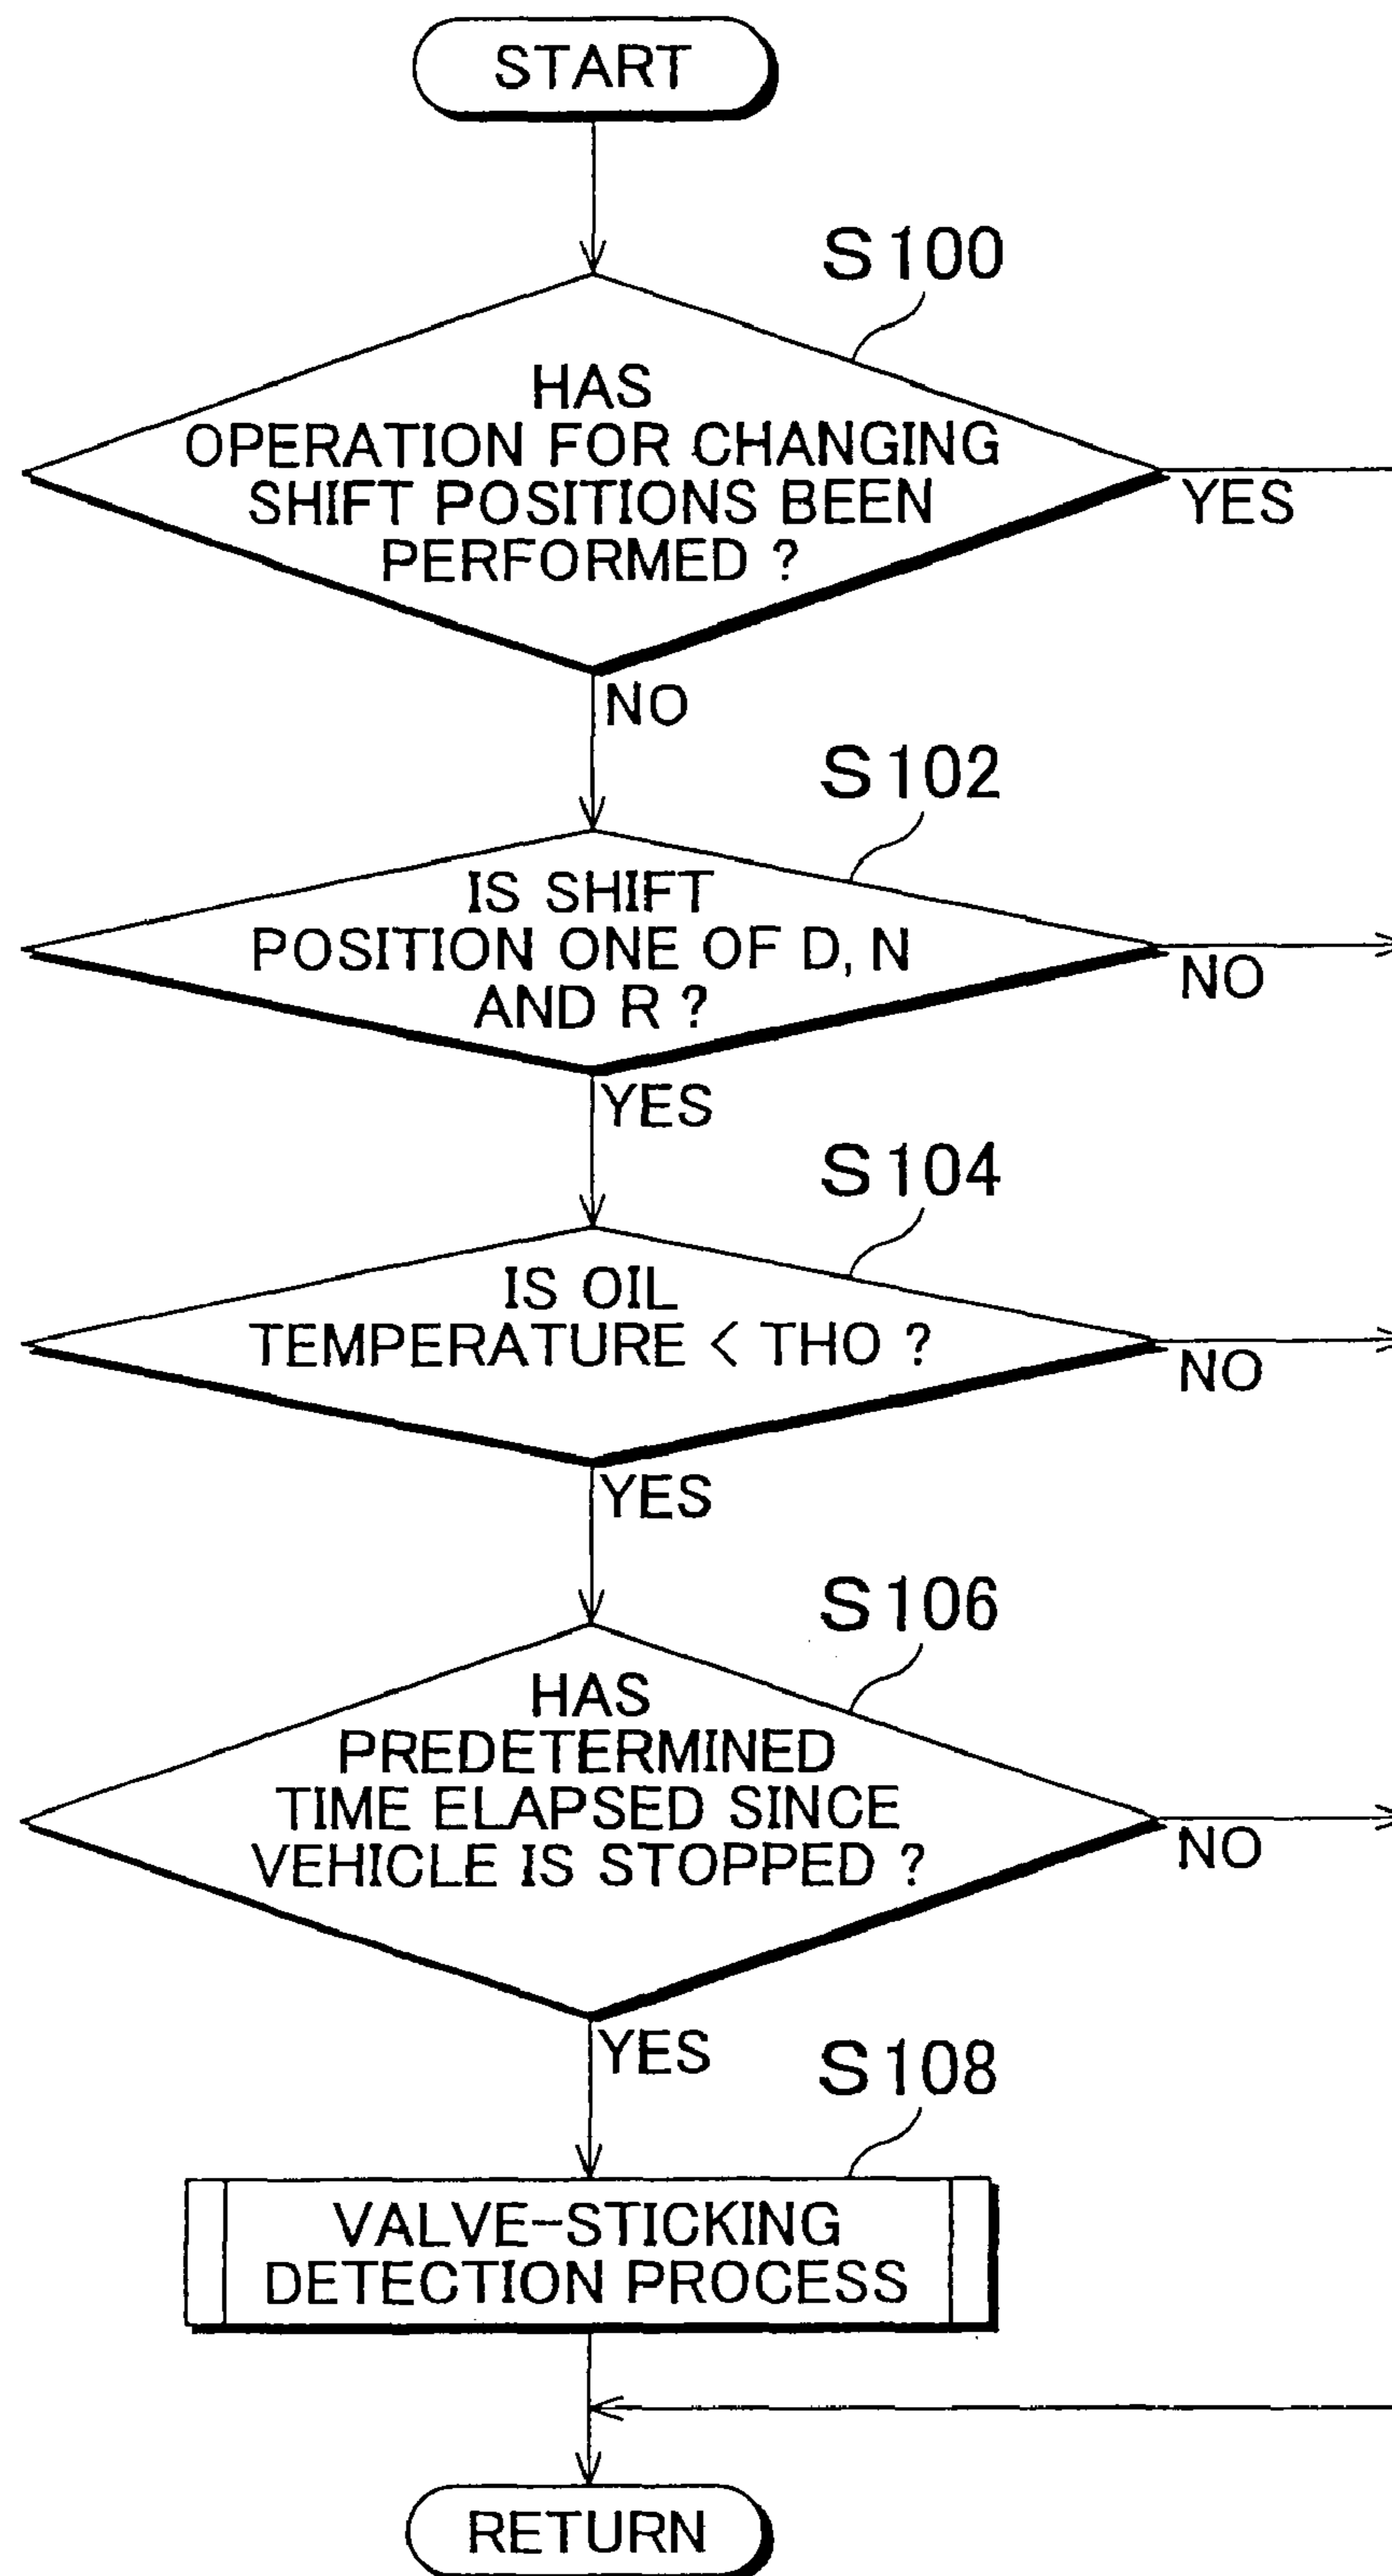 START
S100
HAS
OPERATION FOR CHANGING
SHIFT POSITIONS BEEN
PERFORMED ?
YES
NO
S102
IS SHIFT
POSITION ONE OF D, N
AND R ?
NO
YES
S104
IS OIL
TEMPERATURE < THO ?
NO
YES
S106
HAS
PREDETERMINED
TIME ELAPSED SINCE
VEHICLE IS STOPPED ?
NO
YES
S108
VALVE-STICKING
DETECTION PROCESS
RETURN